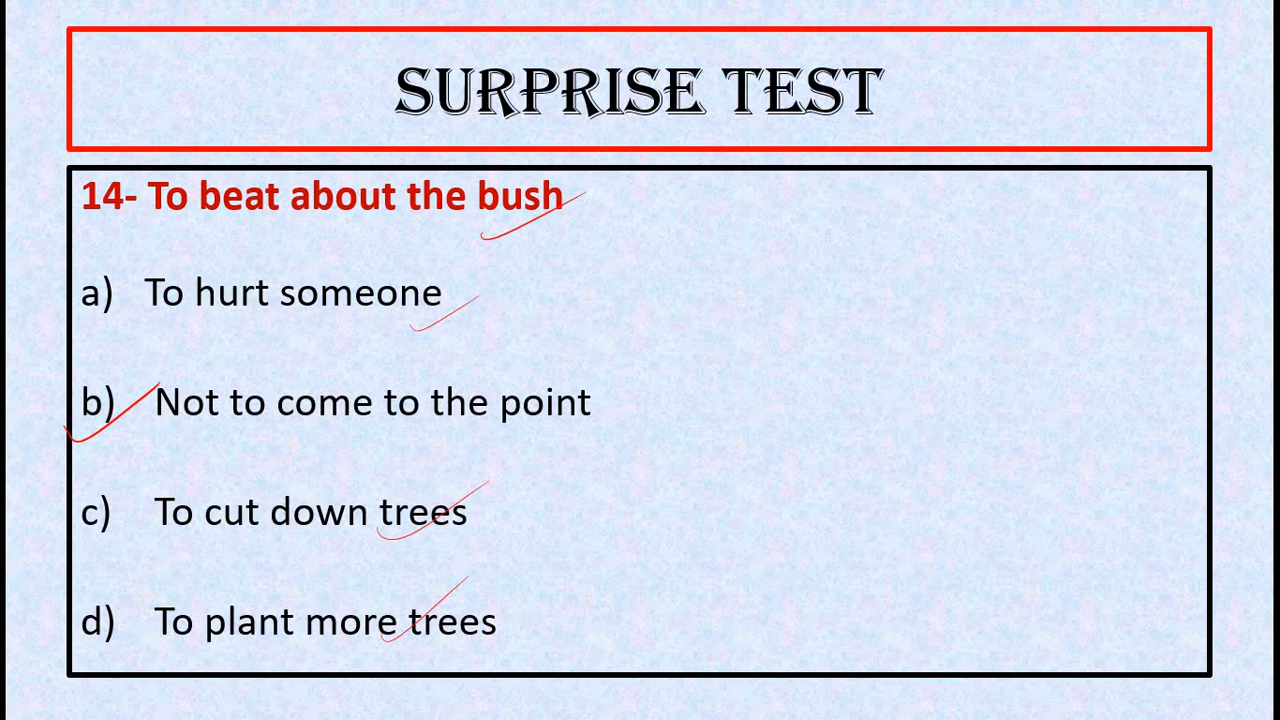 SURPRISE TEST
14- To beat about the bush
a) To hurt someone
b) Not to come to the point
c) To cut down trees
d) To plant more trees